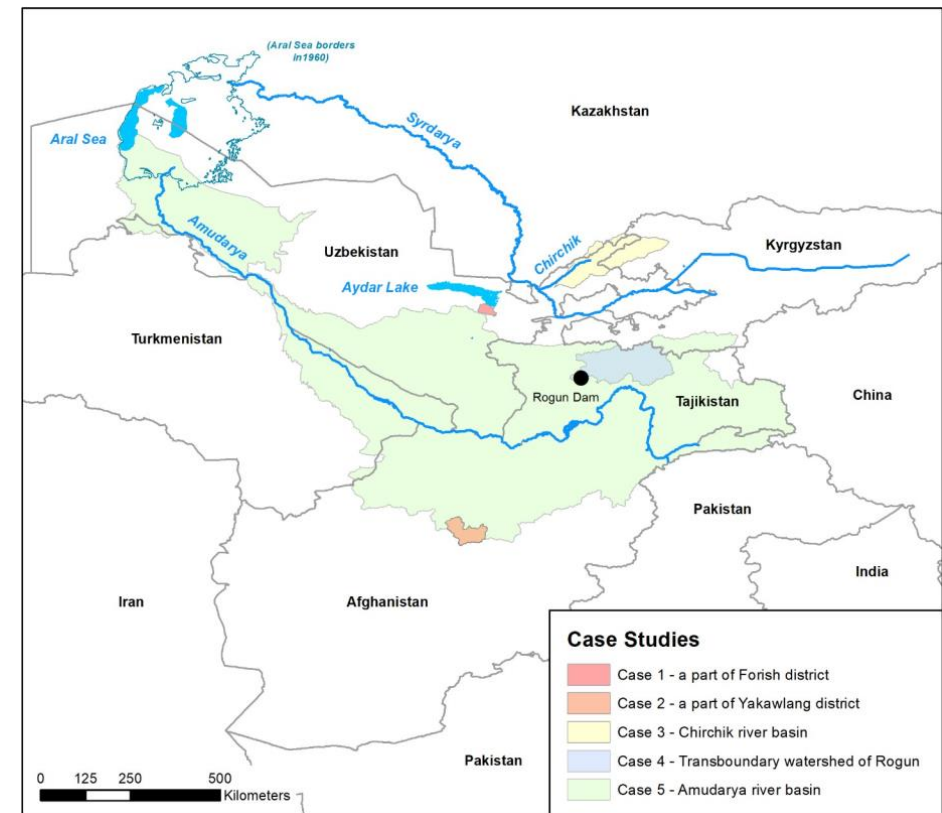 (Aral Sea borders
in1960)
Kazakhstan
Aral Sea
Syrdarya
Amudarya
Uzbekistan
Chirchik
Kyrgyzstan
Aydar Lake
Turkmenistan
Rogun Dam
Tajikistan
China
Pakistan
India
Iran
Afghanistan
Pakistan
Case Studies
Case 1 - a part of Forish district
Case 2 - a part of Yakawlang district
Case 3 - Chirchik river basin
Case 4 - Transboundary watershed of Rogun
Case 5 - Amudarya river basin
0 125 250 500
Kilometers